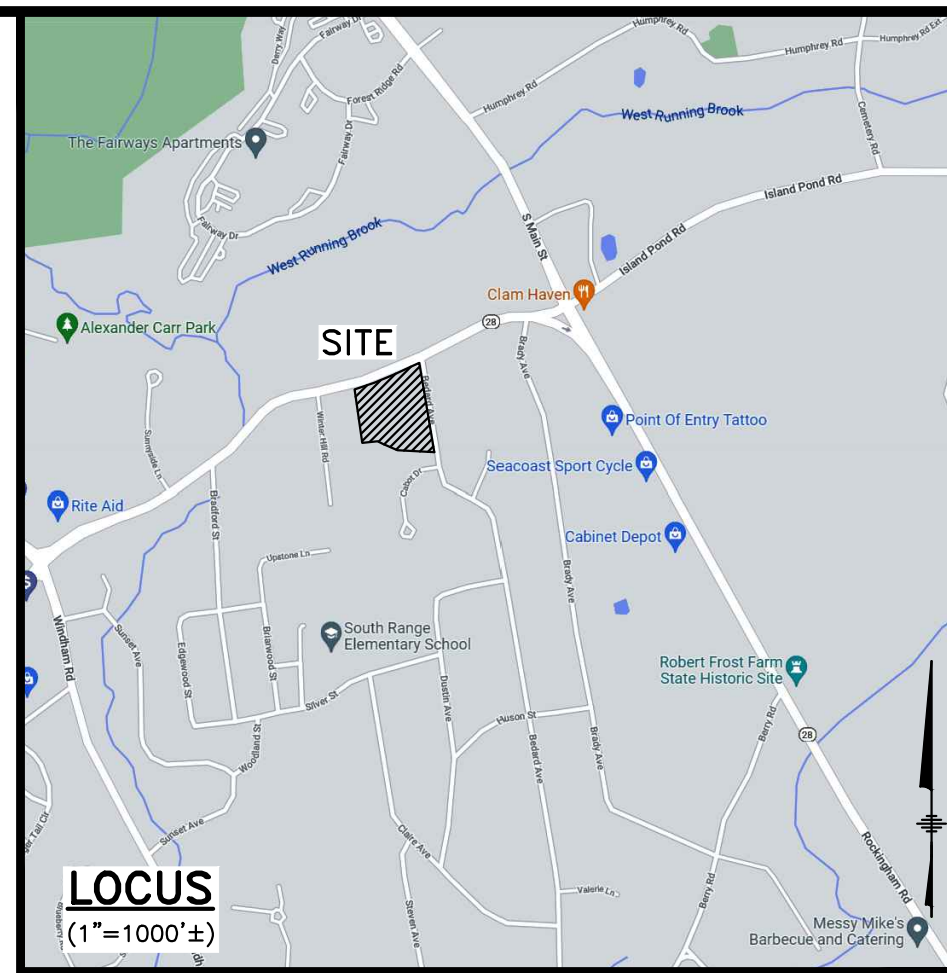 Humphrey Rd
Fairway Dr
Derry Way
Humphrey Rd
Humphrey Rd Ext
Forest Ridge Rd
Humphrey Rd
West Running Brook
Cemetery Rd
The Fairways Apartments
Fairway Dr
Island Pond Rd
Fairway Dr
S Main St
West Running Brook
Island Pond Rd
Clam Haven
Alexander Carr Park
28
SITE
Brady Ave
Bedard Ave
Winter Hill Rd
Point Of Entry Tattoo
Sunnyside Ln
Seacoast Sport Cycle
Cabot Dr
Rite Aid
Bradford St
Cabinet Depot
Upstone Ln
Brady Ave
Windham Rd
Sunset Ave
South Range
Elementary School
Edgewood St
Briarwood St
Robert Frost Farm
State Historic Site
Silver St
Dustin Ave
Huson St
Berry Rd
Woodland St
Bedard Ave
Brady Ave
28
Sunset Ave
Claire Ave
Rockingham Rd
LOCUS
(1"=1000'±)
Valerie Ln
Berry Rd
Steven Ave
Messy Mike's
Barbecue and Catering